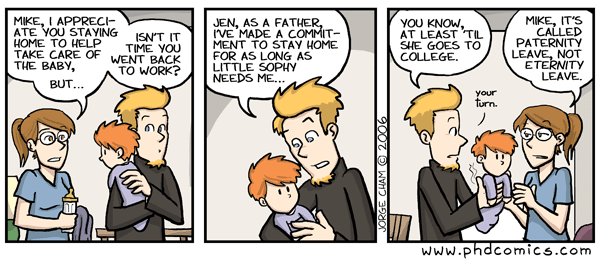 MIKE, I APPRECI-
ATE YOU STAYING
HOME TO HELP
TAKE CARE OF
THE BABY,
BUT...
ISN'T IT
TIME YOU
WENT BACK
TO WORK?
JEN, AS A FATHER,
I'VE MADE A COMMIT-
MENT TO STAY HOME
FOR AS LONG AS
LITTLE SOPHY
NEEDS ME...
JORGE CHAM © 2006
YOU KNOW,
AT LEAST 'TIL
SHE GOES TO
COLLEGE.
your
turn.
MIKE, IT'S
CALLED
PATERNITY
LEAVE, NOT
ETERNITY
LEAVE.
www.phdcomics.com